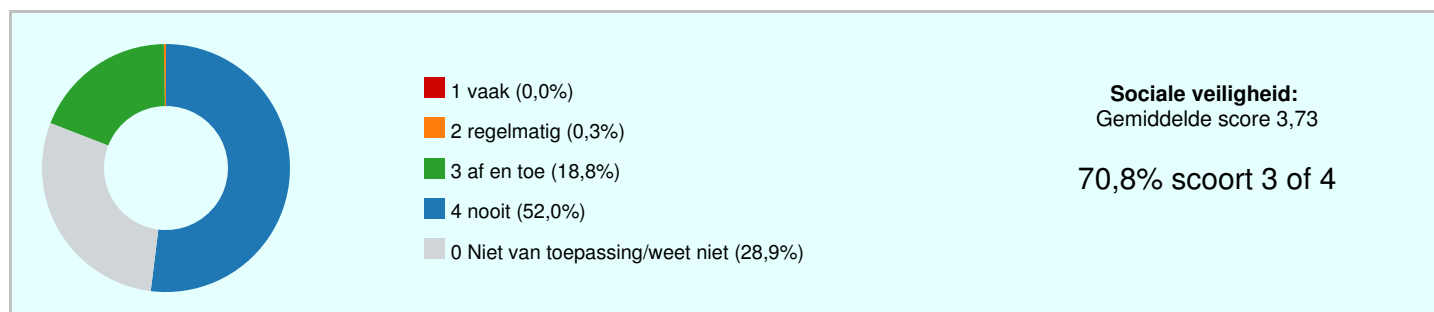 1 vaak (0,0%)
2 regelmatig (0,3%)
3 af en toe (18,8%)
4 nooit (52,0%)
0 Niet van toepassing/weet niet (28,9%)
Sociale veiligheid:
Gemiddelde score 3,73
70,8% scoort 3 of 4